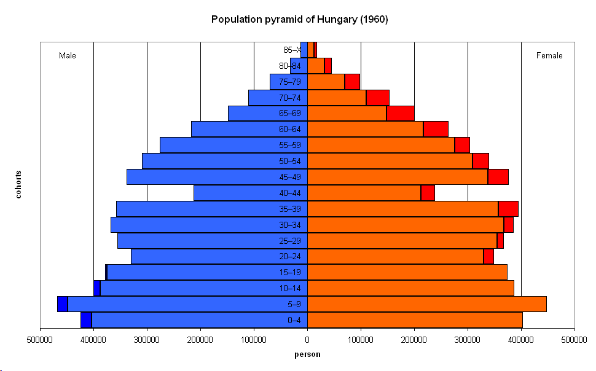 Population pyramid of Hungary (1960)
Male
Female
85–X
80–84
75–79
70–74
65–69
60–64
55–59
50–54
45–49
40–44
35–39
30–34
25–29
20–24
15–19
10–14
5–9
0–4
cohorts
500000 400000 300000 200000 100000 0 100000 200000 300000 400000 500000
person